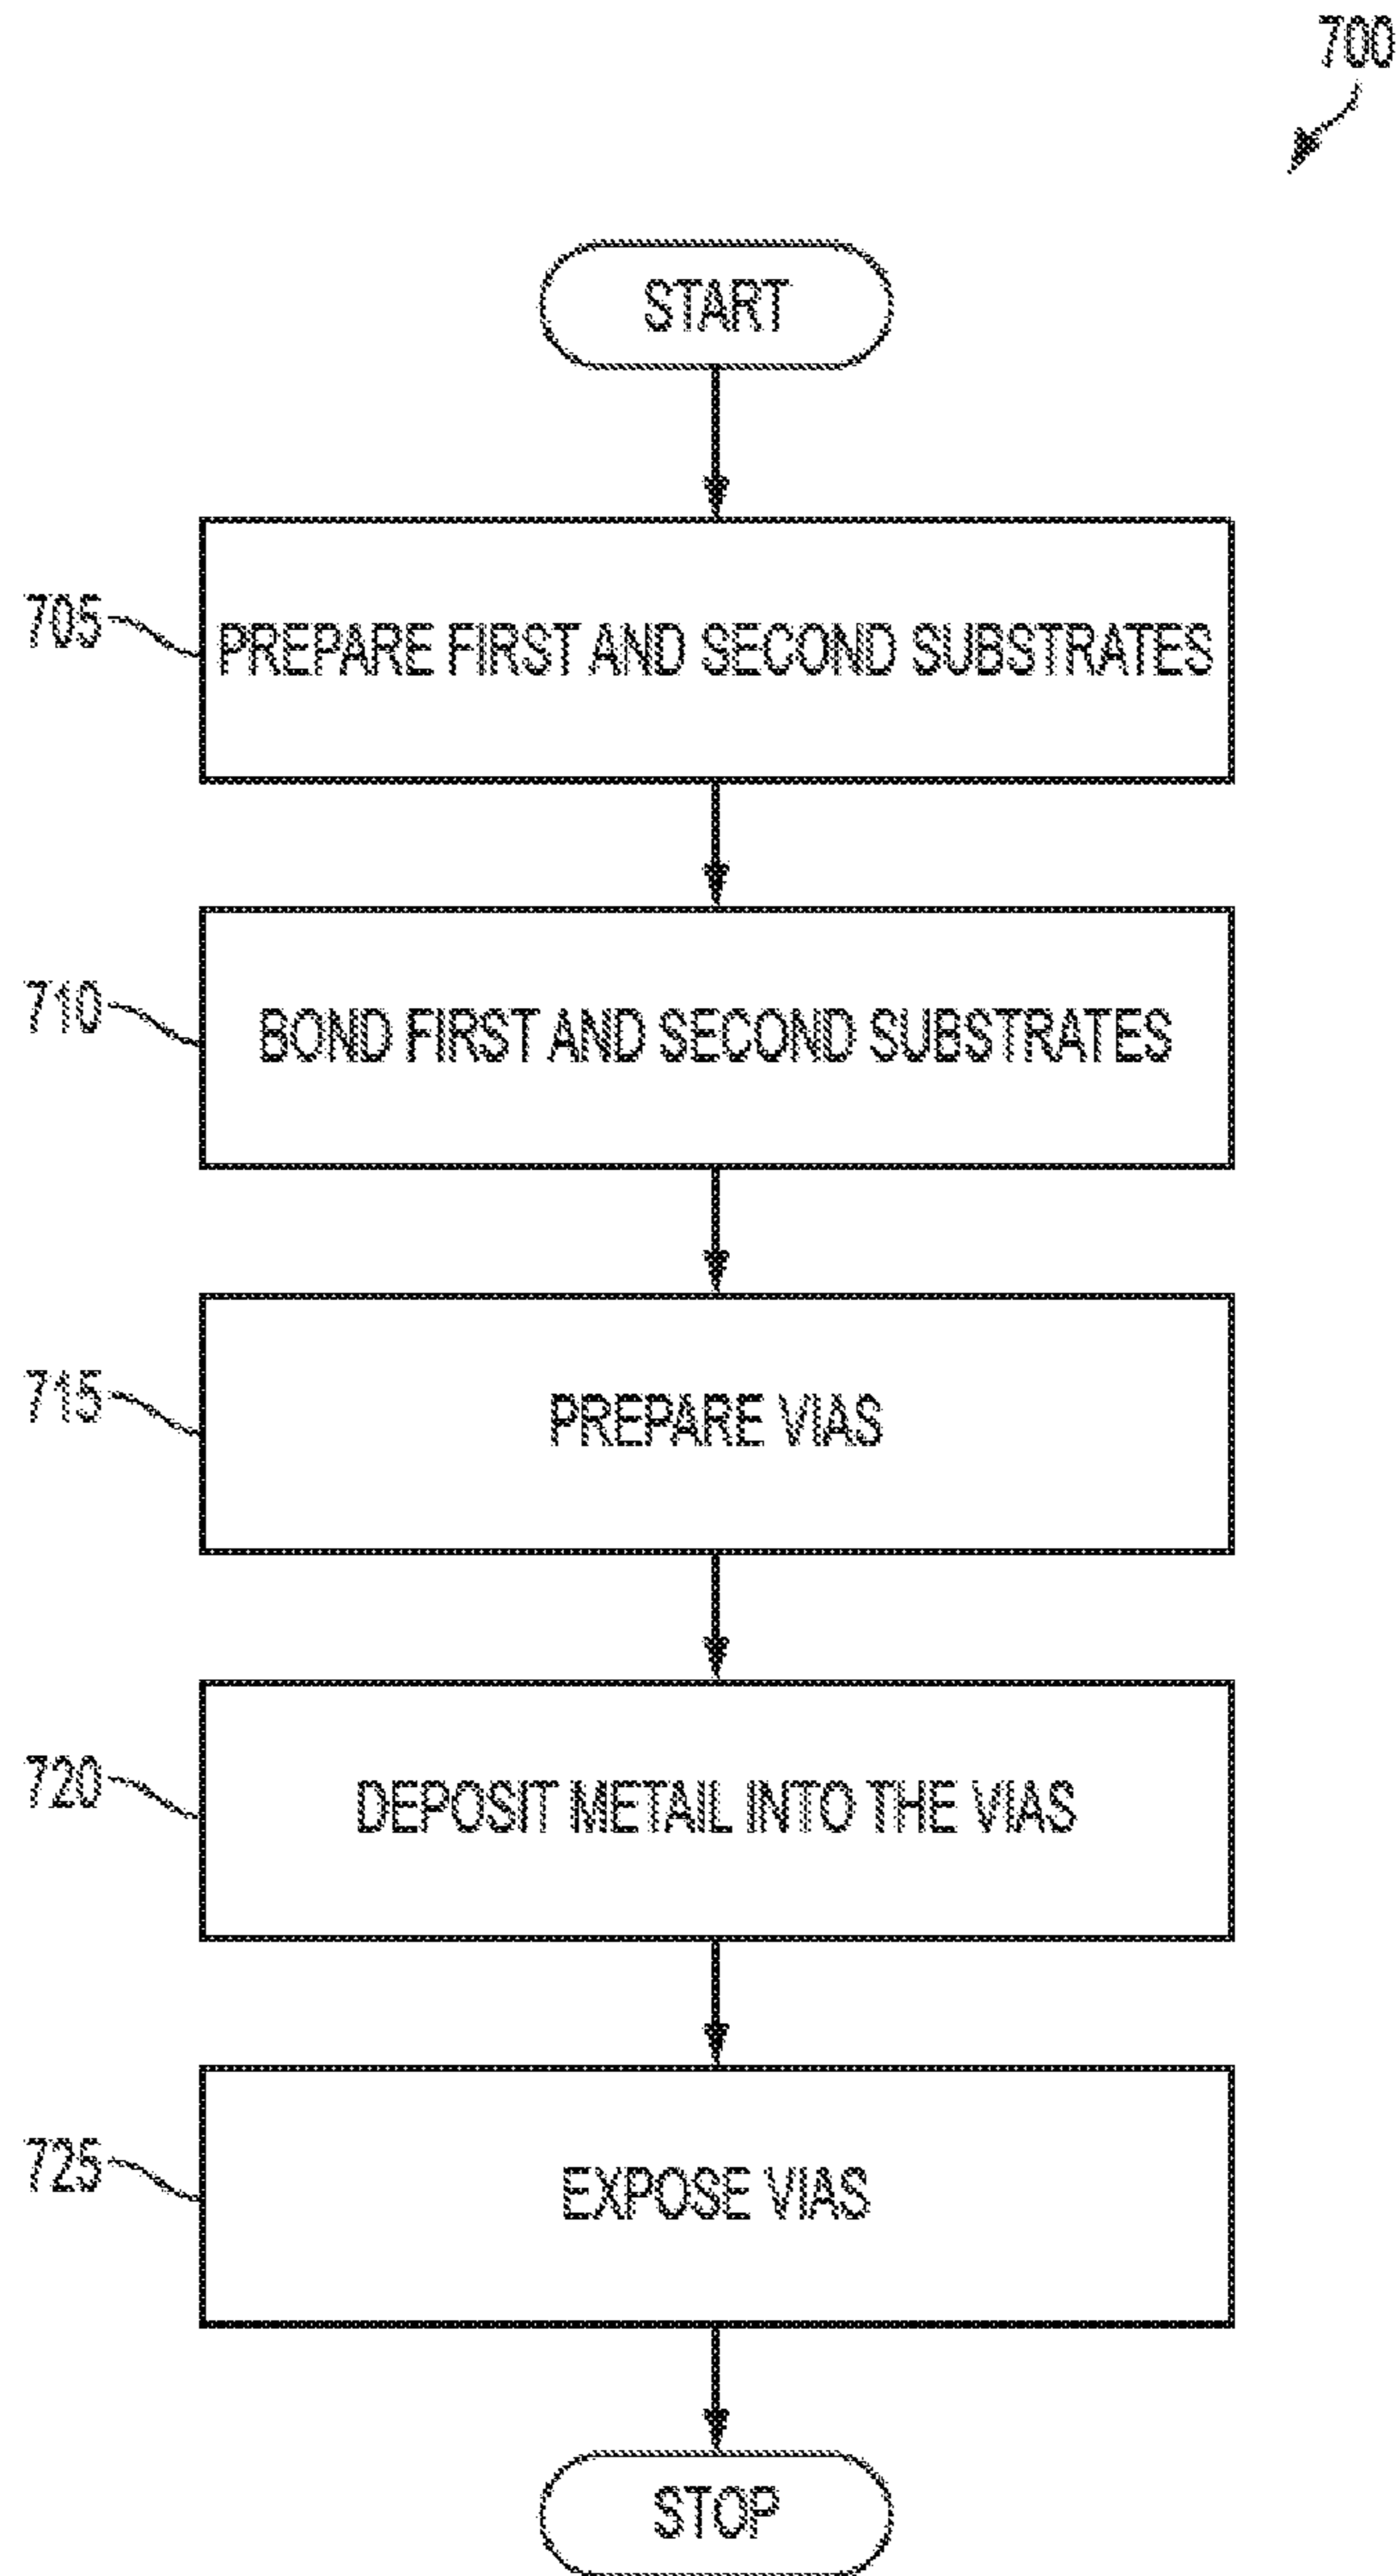 700
START
705
PREPARE FIRST AND SECOND SUBSTRATES
710
BOND FIRST AND SECOND SUBSTRATES
715
PREPARE VIAS
720
DEPOSIT METAIL INTO THE VIAS
725
EXPOSE VIAS
STOP